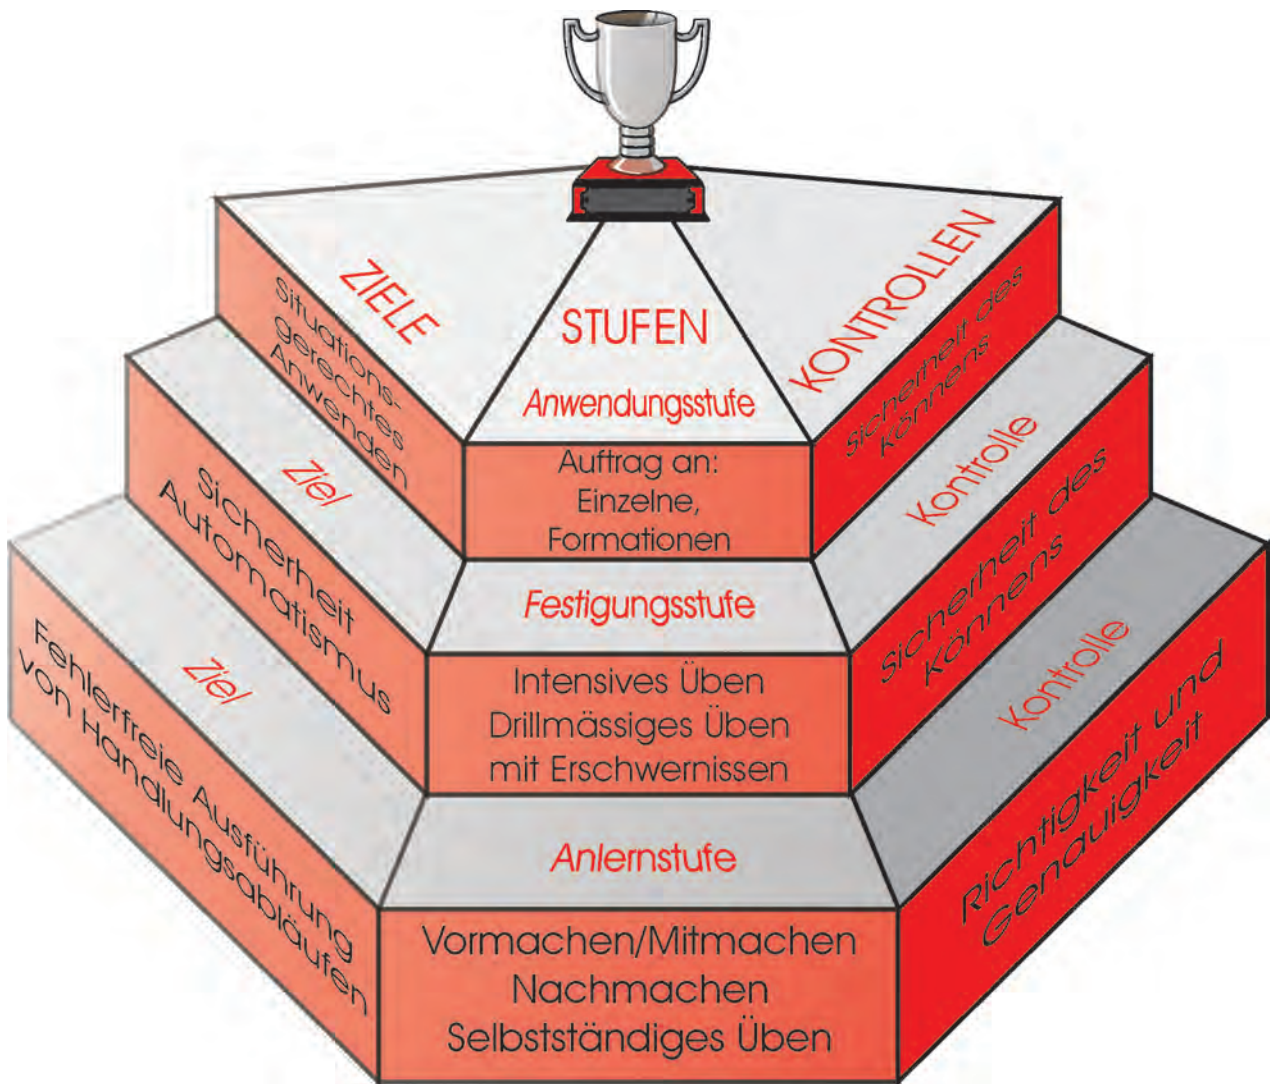 ZIELE
STUFEN
KONTROLLEN
Situations-
gerechtes
Anwenden
Anwendungsstufe
Auftrag an:
Einzelne,
Formationen
Sicherheit des
Könnens
Ziel
Sicherheit
Automatismus
Festigungsstufe
Intensives Üben
Drillmässiges Üben
mit Erschwernissen
Kontrolle
Sicherheit des
Könnens
Ziel
Fehlerfreie Ausführung
von Handlungsabläufen
Anlernstufe
Vormachen/Mitmachen
Nachmachen
Selbstständiges Üben
Kontrolle
Richtigkeit und
Genauigkeit